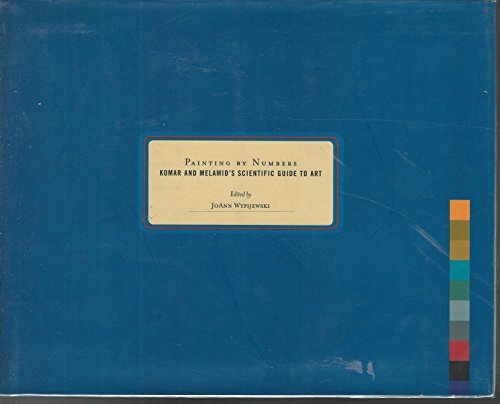 PAINTING BY NUMBERS
KOMAR AND MELAMID'S SCIENTIFIC GUIDE TO ART
Edited by
JOANN WYPIJEWSKI